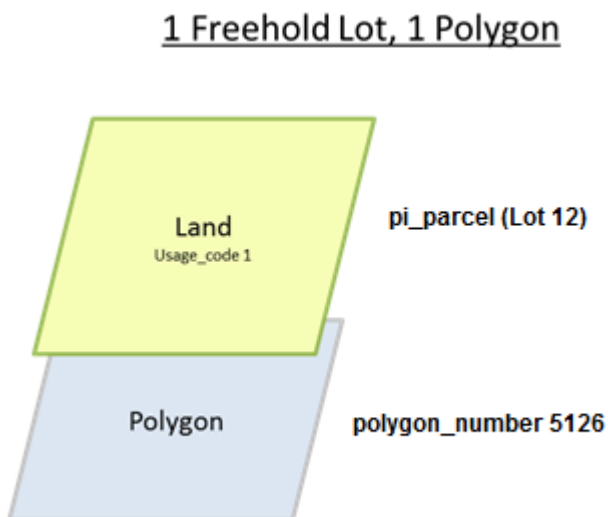 1 Freehold Lot, 1 Polygon
Land
Usage_code 1
pi_parcel (Lot 12)
Polygon
polygon_number 5126